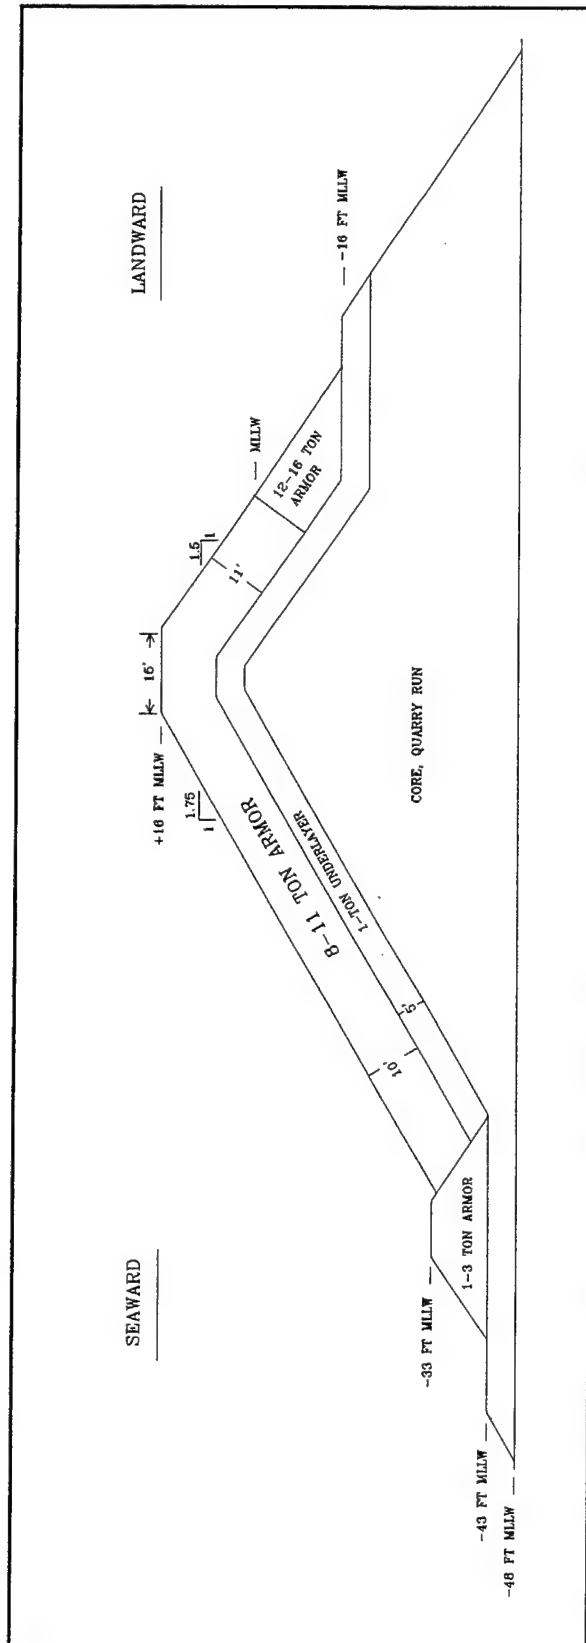 SEAWARD
LANDWARD
16'
+16 FT MLLW
1.75
1
1.5
1
11'
MLLW
12-16 TON
ARMOR
-16 FT MLLW
8-11 TON ARMOR
1-TON UNDERLAYER
10'
5'
CORE, QUARRY RUN
-33 FT MLLW
1-3 TON ARMOR
-43 FT MLLW
-48 FT MLLW